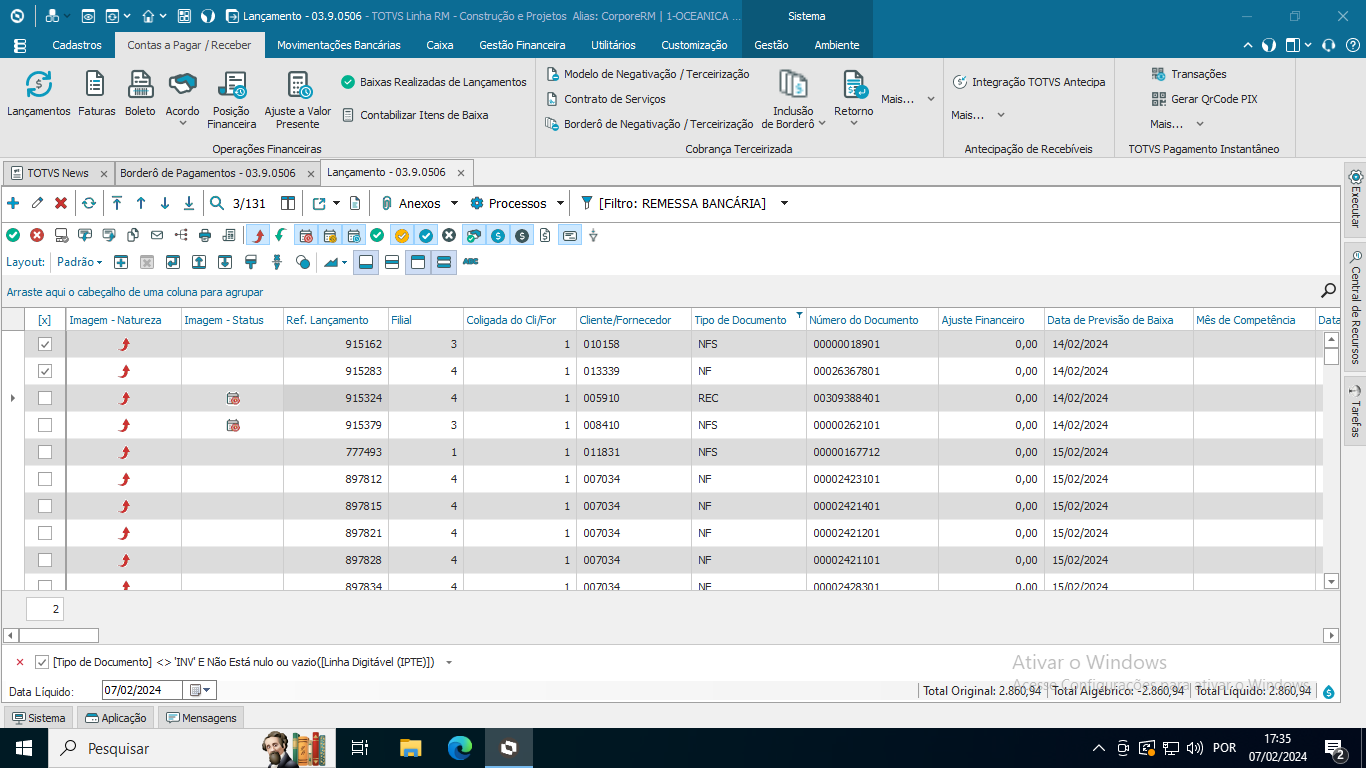 Lançamento - 03.9.0506 - TOTVS Linha RM - Construção e Projetos Alias: CorporeRM | 1-OCEANICA ...
Sistema
Cadastros
Contas a Pagar / Receber
Movimentações Bancárias
Caixa
Gestão Financeira
Utilitários
Customização
Gestão
Ambiente
Lançamentos
Faturas
Boleto
Acordo
Posição Financeira
Ajuste a Valor Presente
Baixas Realizadas de Lançamentos
Contabilizar Itens de Baixa
Operações Financeiras
Modelo de Negativação / Terceirização
Contrato de Serviços
Borderô de Negativação / Terceirização
Inclusão de Borderô
Retorno
Mais...
Cobrança Terceirizada
Integração TOTVS Antecipa
Mais...
Antecipação de Recebíveis
Transações
Gerar QrCode PIX
Mais...
TOTVS Pagamento Instantâneo
TOTVS News
Borderô de Pagamentos - 03.9.0506
Lançamento - 03.9.0506
3/131
Anexos
Processos
[Filtro: REMESSA BANCÁRIA]
Layout: Padrão
ABC
Arraste aqui o cabeçalho de uma coluna para agrupar
[x] Imagem - Natureza Imagem - Status Ref. Lançamento Filial Coligada do Cli/For Cliente/Fornecedor Tipo de Documento Número do Documento Ajuste Financeiro Data de Previsão de Baixa Mês de Competência Data
915162 3 1 010158 NFS 00000018901 0,00 14/02/2024
915283 4 1 013339 NF 00026367801 0,00 14/02/2024
915324 4 1 005910 REC 00309388401 0,00 14/02/2024
915379 3 1 008410 NFS 00000262101 0,00 14/02/2024
777493 1 1 011831 NFS 00000167712 0,00 15/02/2024
897812 4 1 007034 NF 00002423101 0,00 15/02/2024
897815 4 1 007034 NF 00002421401 0,00 15/02/2024
897821 4 1 007034 NF 00002421201 0,00 15/02/2024
897828 4 1 007034 NF 00002421101 0,00 15/02/2024
897834 4 1 007034 NF 00002428301 0,00 15/02/2024
2
[Tipo de Documento] <> 'INV' E Não Está nulo ou vazio([Linha Digitável (IPTE)])
Data Líquido: 07/02/2024
Total Original: 2.860,94 Total Algébrico: -2.860,94 Total Líquido: 2.860,94
Ativar o Windows
Acesse Configurações para ativar o Windows.
Executar
Central de Recursos
Tarefas
Sistema
Aplicação
Mensagens
Pesquisar
POR
17:35
07/02/2024
2